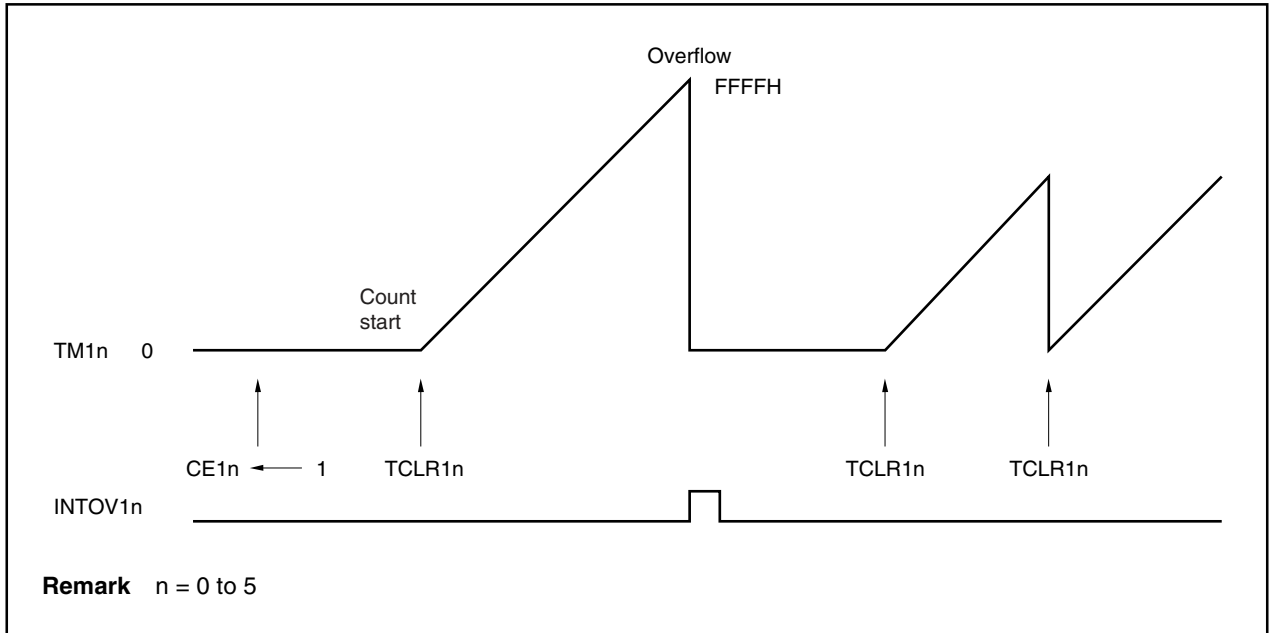 Overflow
FFFFH
Count
start
TM1n 0
CE1n 1 TCLR1n TCLR1n TCLR1n
INTOV1n
Remark n = 0 to 5